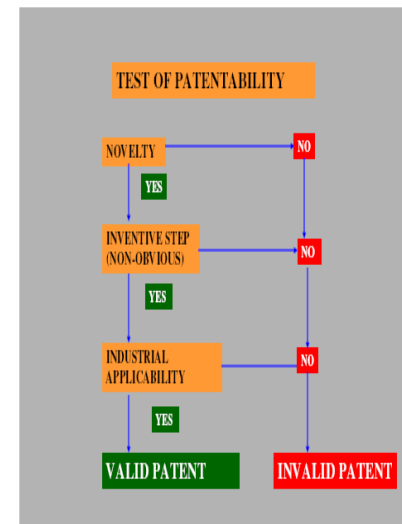 TEST OF PATENTABILITY
NOVELTY
NO
YES
INVENTIVE STEP
(NON-OBVIOUS)
NO
YES
INDUSTRIAL
APPLICABILITY
NO
YES
VALID PATENT
INVALID PATENT